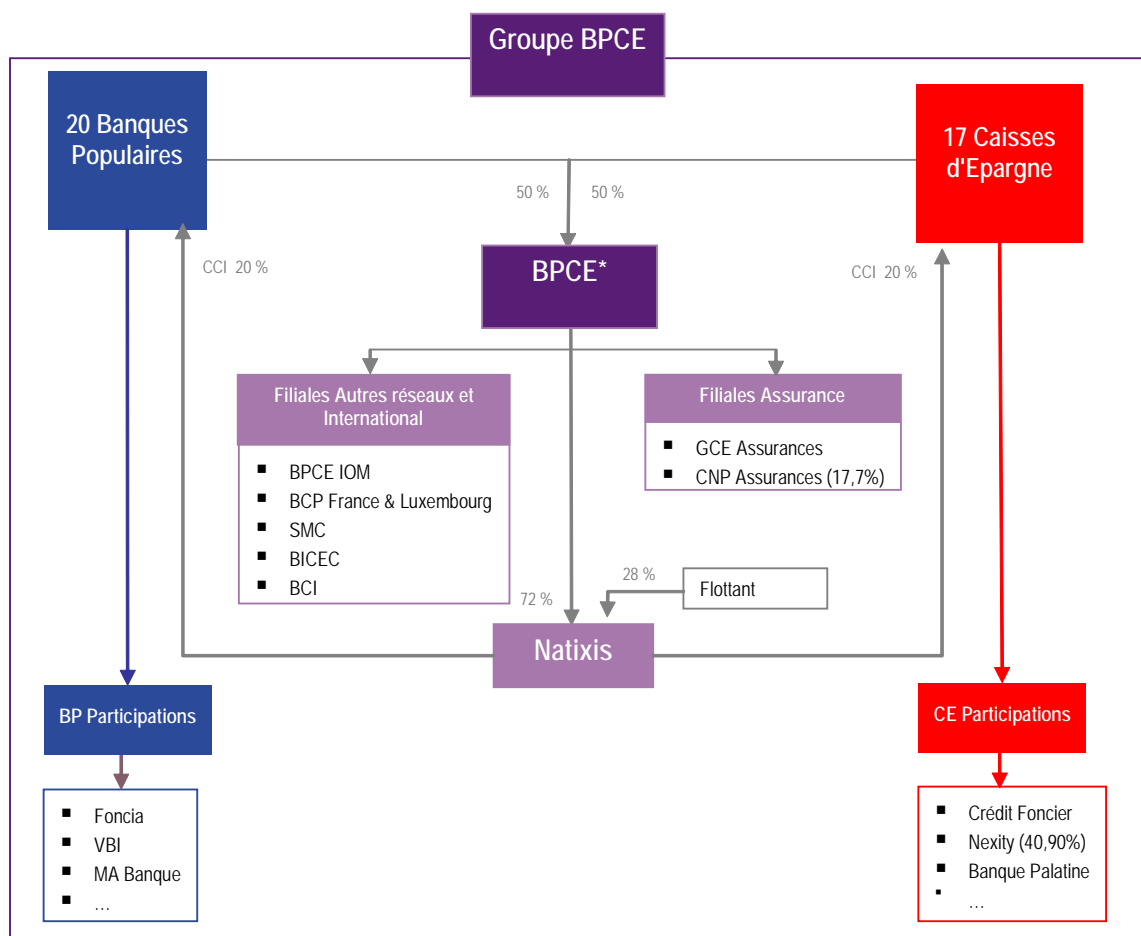 Groupe BPCE
20 Banques
Populaires
17 Caisses
d'Epargne
50 %
50 %
CCI 20 %
BPCE*
CCI 20 %
Filiales Autres réseaux et
International
■ BPCE IOM
■ BCP France & Luxembourg
■ SMC
■ BICEC
■ BCI
Filiales Assurance
■ GCE Assurances
■ CNP Assurances (17,7%)
28 %
Flottant
72 %
Natixis
BP Participations
■ Foncia
■ VBI
■ MA Banque
■ ...
CE Participations
■ Crédit Foncier
■ Nexity (40,90%)
■ Banque Palatine
▪ ...